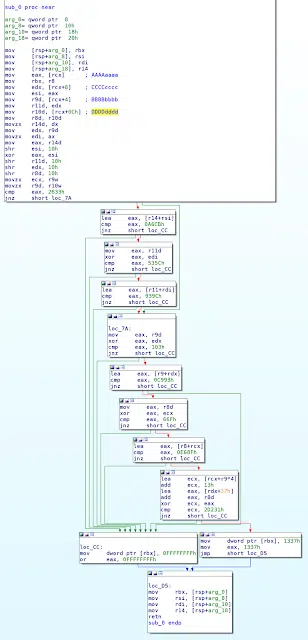 sub_0 proc near
arg_0= qword ptr 8
arg_8= qword ptr 10h
arg_10= qword ptr 18h
arg_18= qword ptr 20h
mov [rsp+arg_0], rbx
mov [rsp+arg_8], rsi
mov [rsp+arg_10], rdi
mov [rsp+arg_18], r14
mov eax, [rcx] ; AAAAaaaa
mov rbx, r8
mov edx, [rcx+8] ; CCCCcccc
mov esi, eax
mov r9d, [rcx+4] ; BBBBbbbb
mov r11d, edx
mov r10d, [rcx+0Ch] ; DDDDdddd
mov r8d, r10d
movzx r14d, dx
mov edx, r9d
movzx edi, ax
mov eax, r14d
shr esi, 10h
xor eax, esi
shr r11d, 10h
shr edx, 10h
shr r8d, 10h
movzx ecx, r9w
movzx r9d, r10w
cmp eax, 2633h
jnz short loc_7A
lea eax, [r14+rsi]
cmp eax, 0A6CBh
jnz short loc_CC
mov eax, r11d
xor eax, edi
cmp eax, 535Ch
jnz short loc_CC
lea eax, [r11+rdi]
cmp eax, 939Ch
jnz short loc_CC
loc_7A:
mov eax, r9d
xor eax, edx
cmp eax, 103h
jnz short loc_CC
lea eax, [r9+rdx]
cmp eax, 0C993h
jnz short loc_CC
mov eax, r8d
xor eax, ecx
cmp eax, 66Fh
jnz short loc_CC
lea eax, [r8+rcx]
cmp eax, 0E68Fh
jnz short loc_CC
lea ecx, [rcx+r9*4]
add ecx, 13h
lea eax, [rdx+37h]
add eax, r8d
xor ecx, eax
cmp ecx, 20231h
jnz short loc_CC
loc_CC:
mov dword ptr [rbx], 0FFFFFFFFh
or eax, 0FFFFFFFFh
mov dword ptr [rbx], 1337h
mov eax, 1337h
jmp short loc_D5
loc_D5:
mov rbx, [rsp+arg_0]
mov rsi, [rsp+arg_8]
mov rdi, [rsp+arg_10]
mov r14, [rsp+arg_18]
retn
sub_0 endp